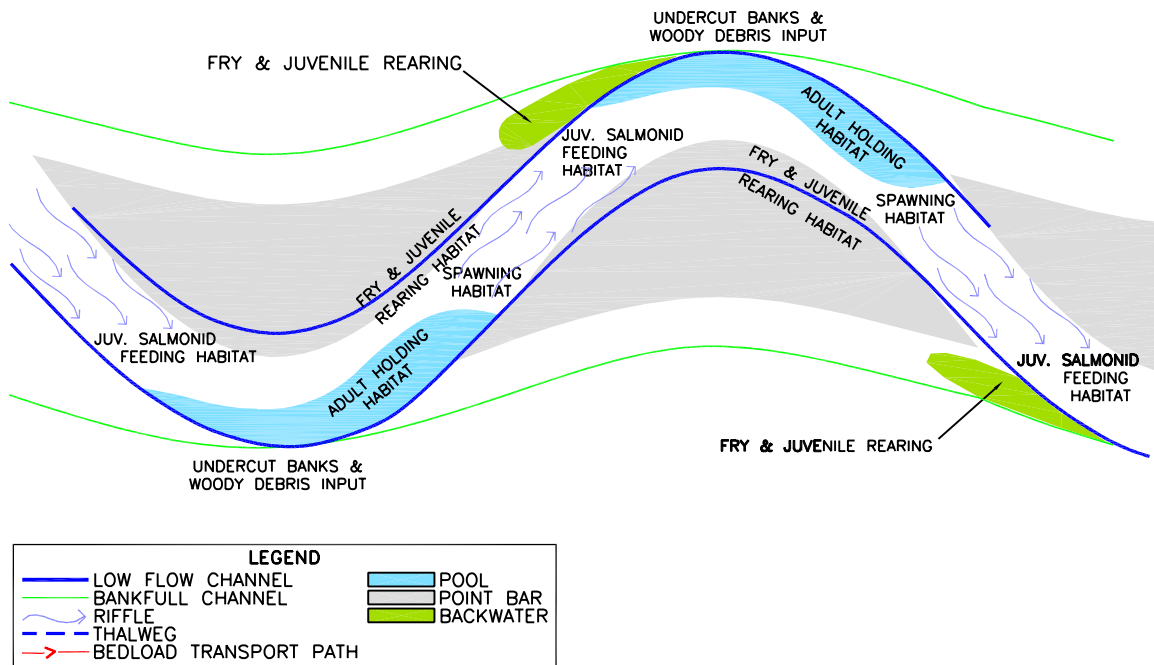 UNDERCUT BANKS &
WOODY DEBRIS INPUT
FRY & JUVENILE REARING
ADULT HOLDING
HABITAT
JUV. SALMONID
FEEDING
HABITAT
FRY & JUVENILE
REARING HABITAT
SPAWNING
HABITAT
FRY & JUVENILE
REARING HABITAT
SPAWNING
HABITAT
JUV. SALMONID
FEEDING HABITAT
ADULT HOLDING
HABITAT
JUV. SALMONID
FEEDING
HABITAT
FRY & JUVENILE REARING
UNDERCUT BANKS &
WOODY DEBRIS INPUT
LEGEND
LOW FLOW CHANNEL
BANKFULL CHANNEL
RIFFLE
THALWEG
BEDLOAD TRANSPORT PATH
POOL
POINT BAR
BACKWATER